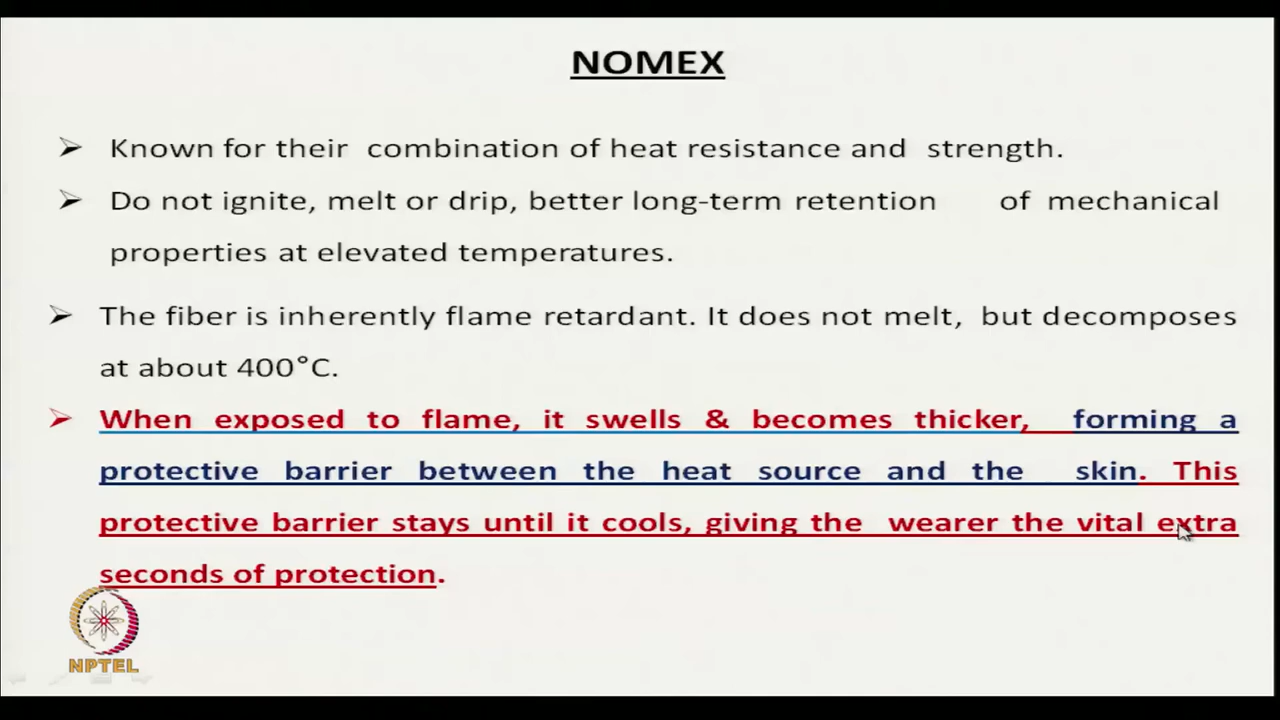 NOMEX
➢ Known for their combination of heat resistance and strength.
➢ Do not ignite, melt or drip, better long-term retention of mechanical
properties at elevated temperatures.
➢ The fiber is inherently flame retardant. It does not melt, but decomposes
at about 400°C.
➢ When exposed to flame, it swells & becomes thicker, forming a
protective barrier between the heat source and the skin. This
protective barrier stays until it cools, giving the wearer the vital extra
seconds of protection.
NPTEL